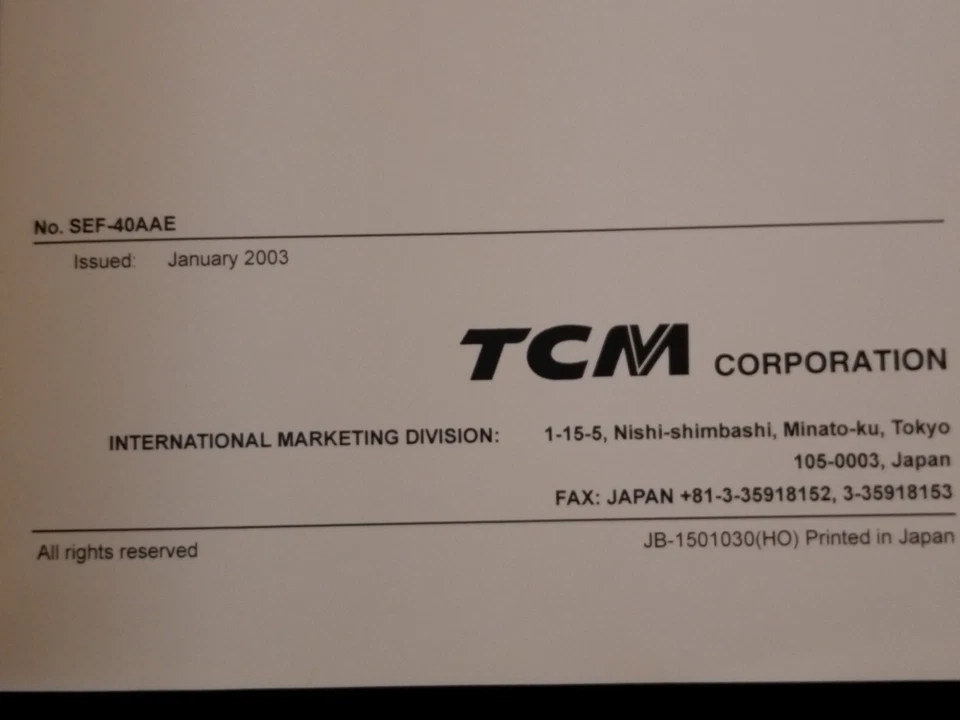 No. SEF-40AAE
Issued: January 2003
TCM CORPORATION
INTERNATIONAL MARKETING DIVISION: 1-15-5, Nishi-shimbashi, Minato-ku, Tokyo
105-0003, Japan
FAX: JAPAN +81-3-35918152, 3-35918153
All rights reserved JB-1501030(HO) Printed in Japan